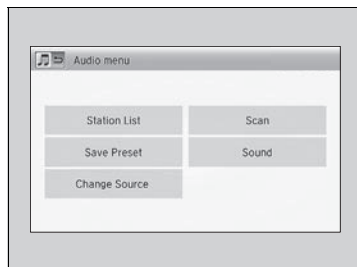 Audio menu
Station List
Scan
Save Preset
Sound
Change Source